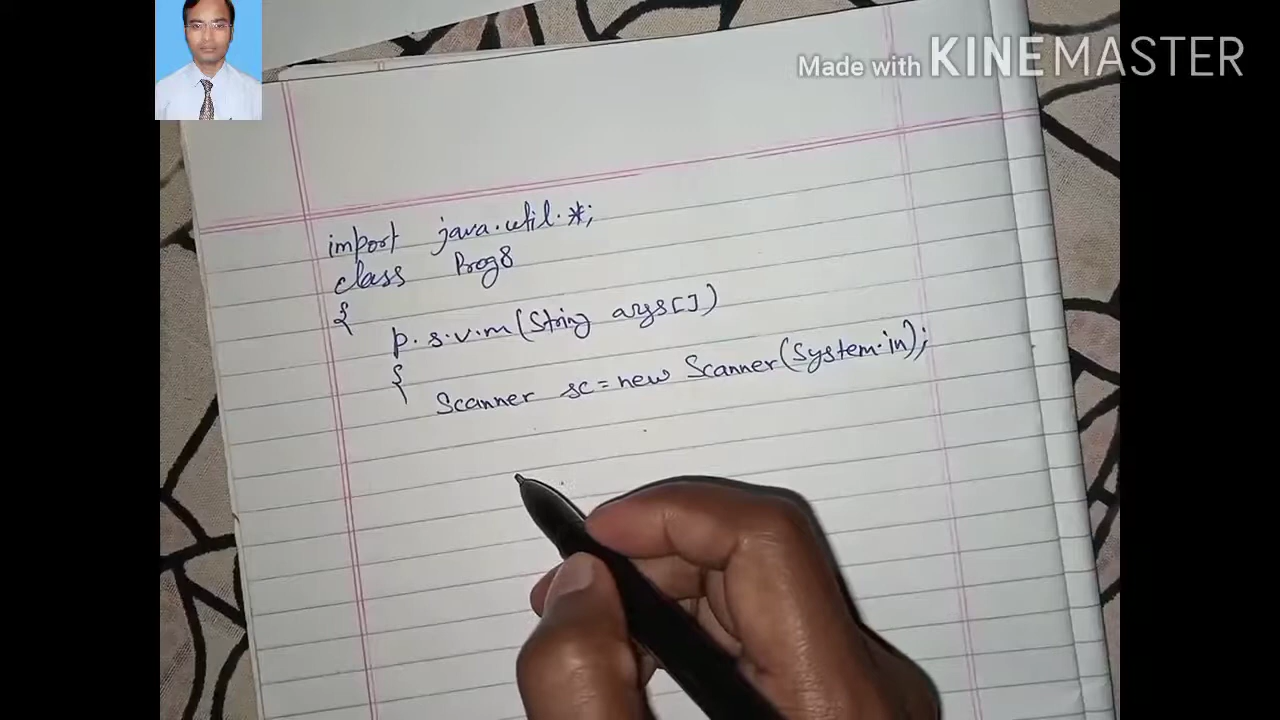 Made with KINEMASTER
import java.util.*;
class Prog8
{
p.s.v.m(String args[])
{
Scanner sc=new Scanner(System.in);